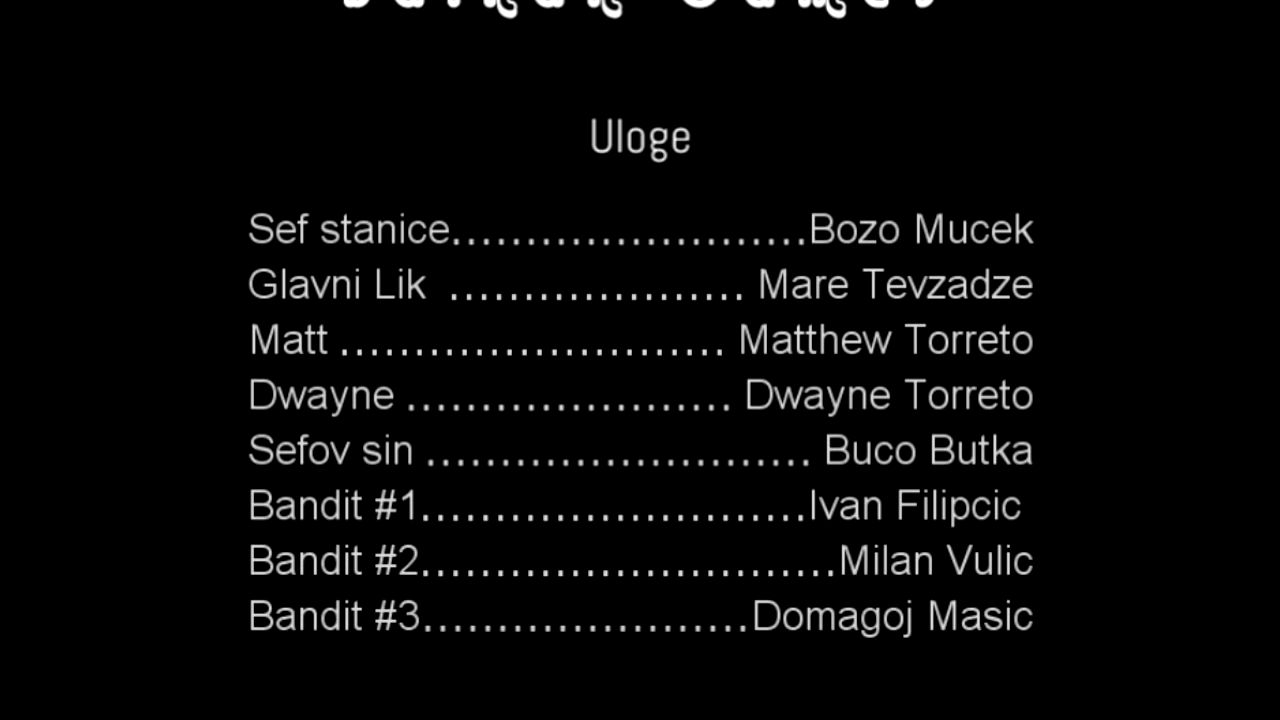 Uloge
Sef stanice........................Bozo Mucek
Glavni Lik .................... Mare Tevzadze
Matt .......................... Matthew Torreto
Dwayne ...................... Dwayne Torreto
Sefov sin .......................... Buco Butka
Bandit #1..........................Ivan Filipcic
Bandit #2............................Milan Vulic
Bandit #3......................Domagoj Masic